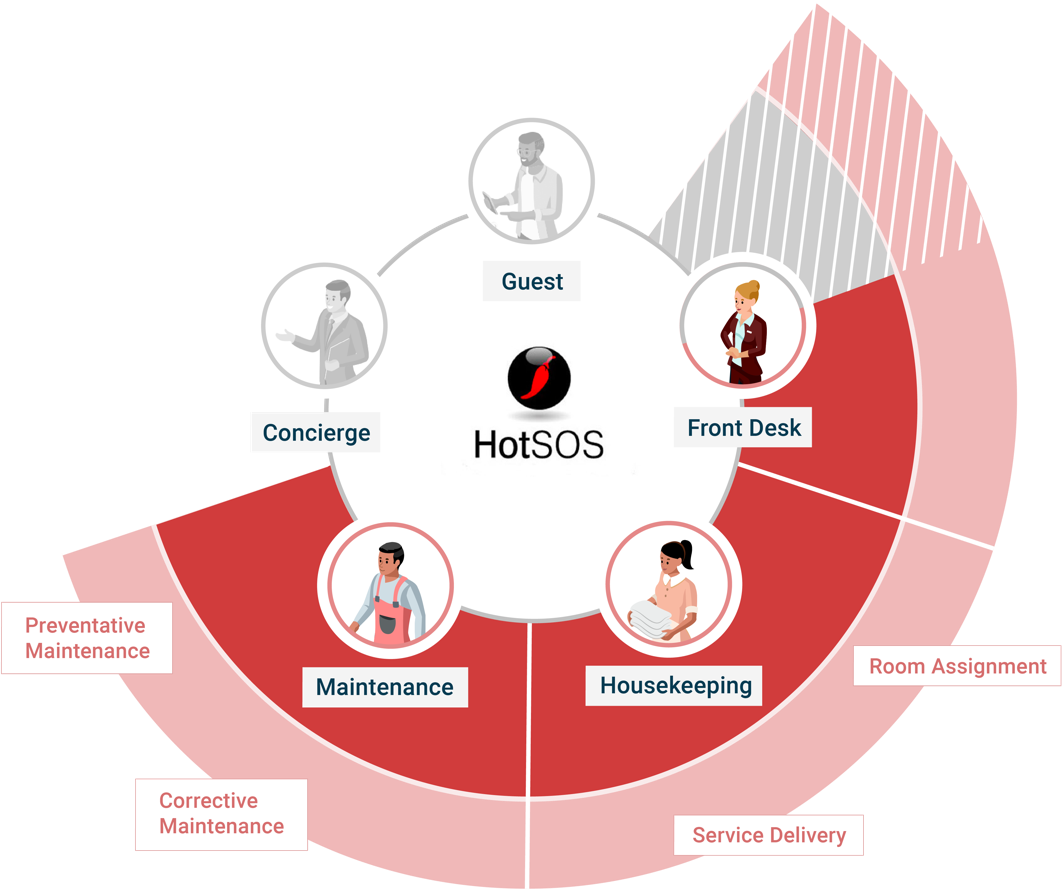 Guest
Concierge
HotSOS
Front Desk
Maintenance
Housekeeping
Preventative
Maintenance
Corrective
Maintenance
Room Assignment
Service Delivery